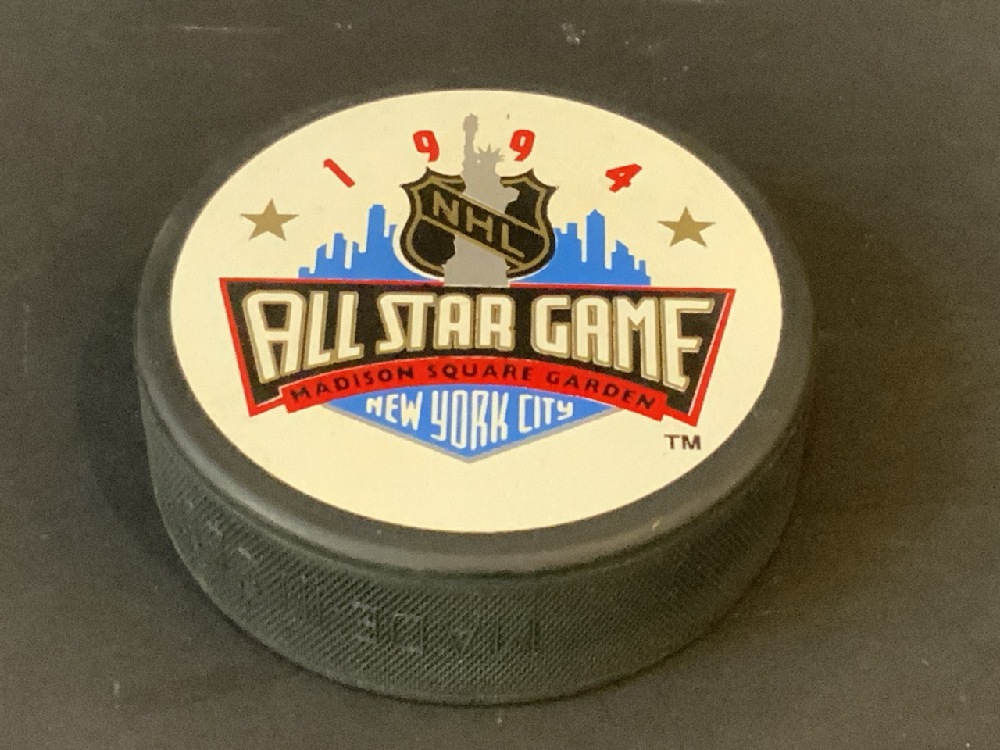 1994
NHL
ALL STAR GAME
MADISON SQUARE GARDEN
NEW YORK CITY
TM